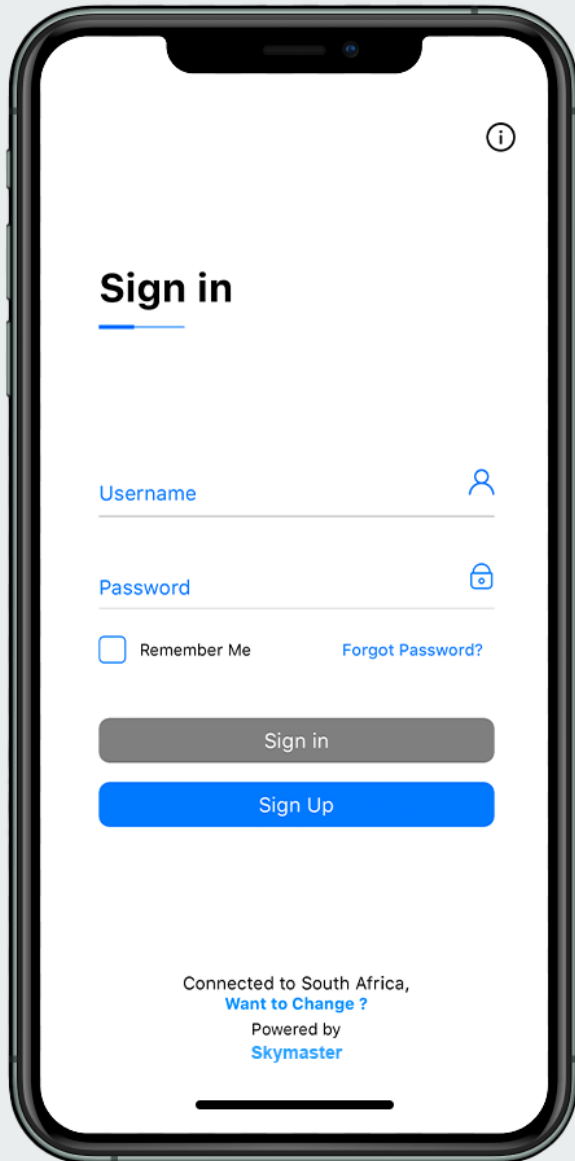 Sign in
Username
Password
Remember Me Forgot Password?
Sign in
Sign Up
Connected to South Africa,
Want to Change ?
Powered by
Skymaster